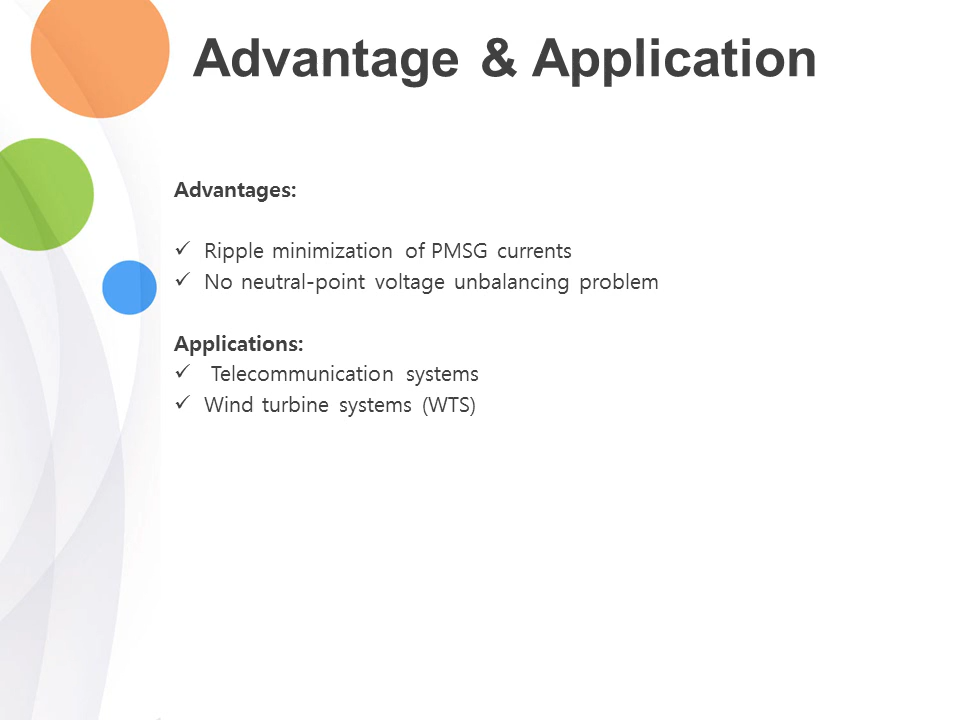 Advantage & Application
Advantages:
✓ Ripple minimization of PMSG currents
✓ No neutral-point voltage unbalancing problem
Applications:
✓ Telecommunication systems
✓ Wind turbine systems (WTS)